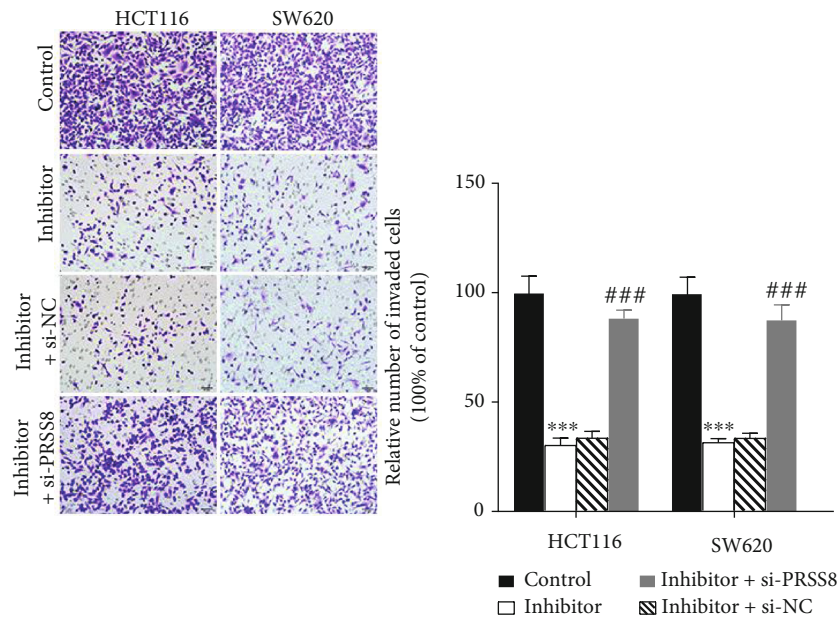 HCT116 SW620
Control
Inhibitor
Inhibitor
+ si-NC
Inhibitor
+ si-PRSS8
Relative number of invaded cells
(100% of control)
150
100
50
0
***
###
***
###
HCT116 SW620
Control
Inhibitor + si-PRSS8
Inhibitor
Inhibitor + si-NC